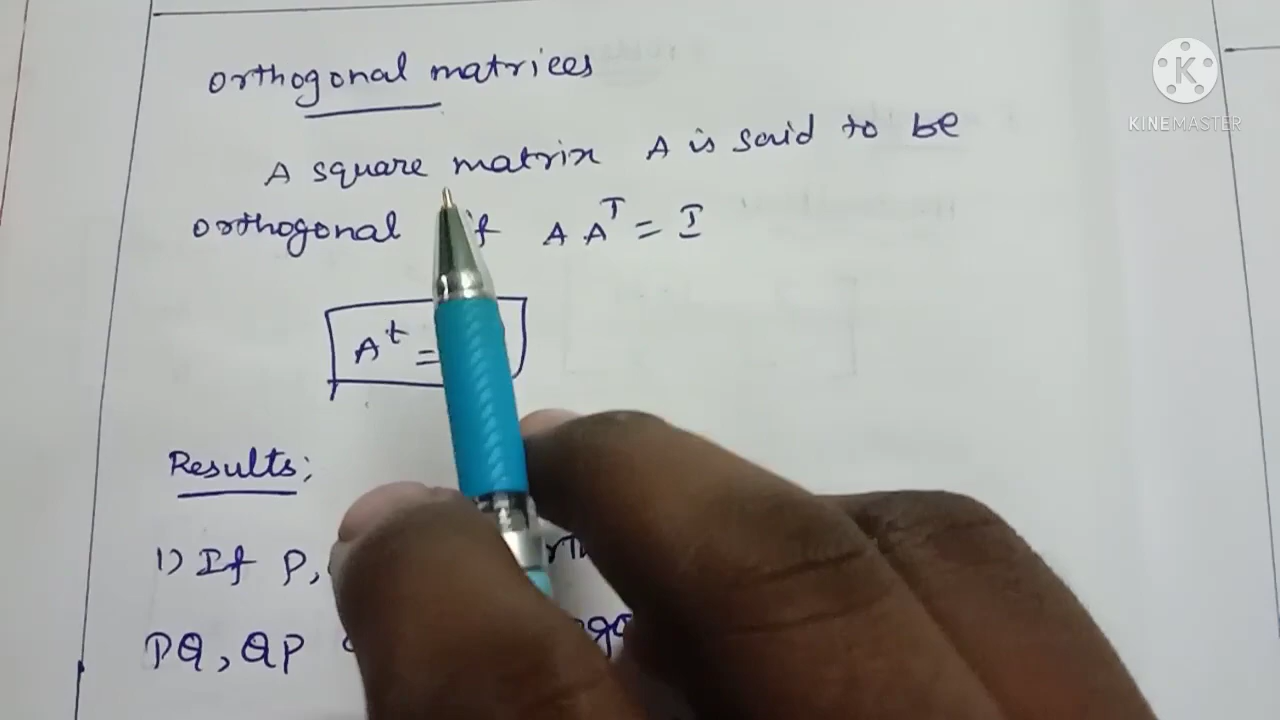 orthogonal matrices
A square matrix A is said to be
orthogonal if A A^T = I
A^t =
Results:
1) If P,
PQ, QP
KINEMASTER